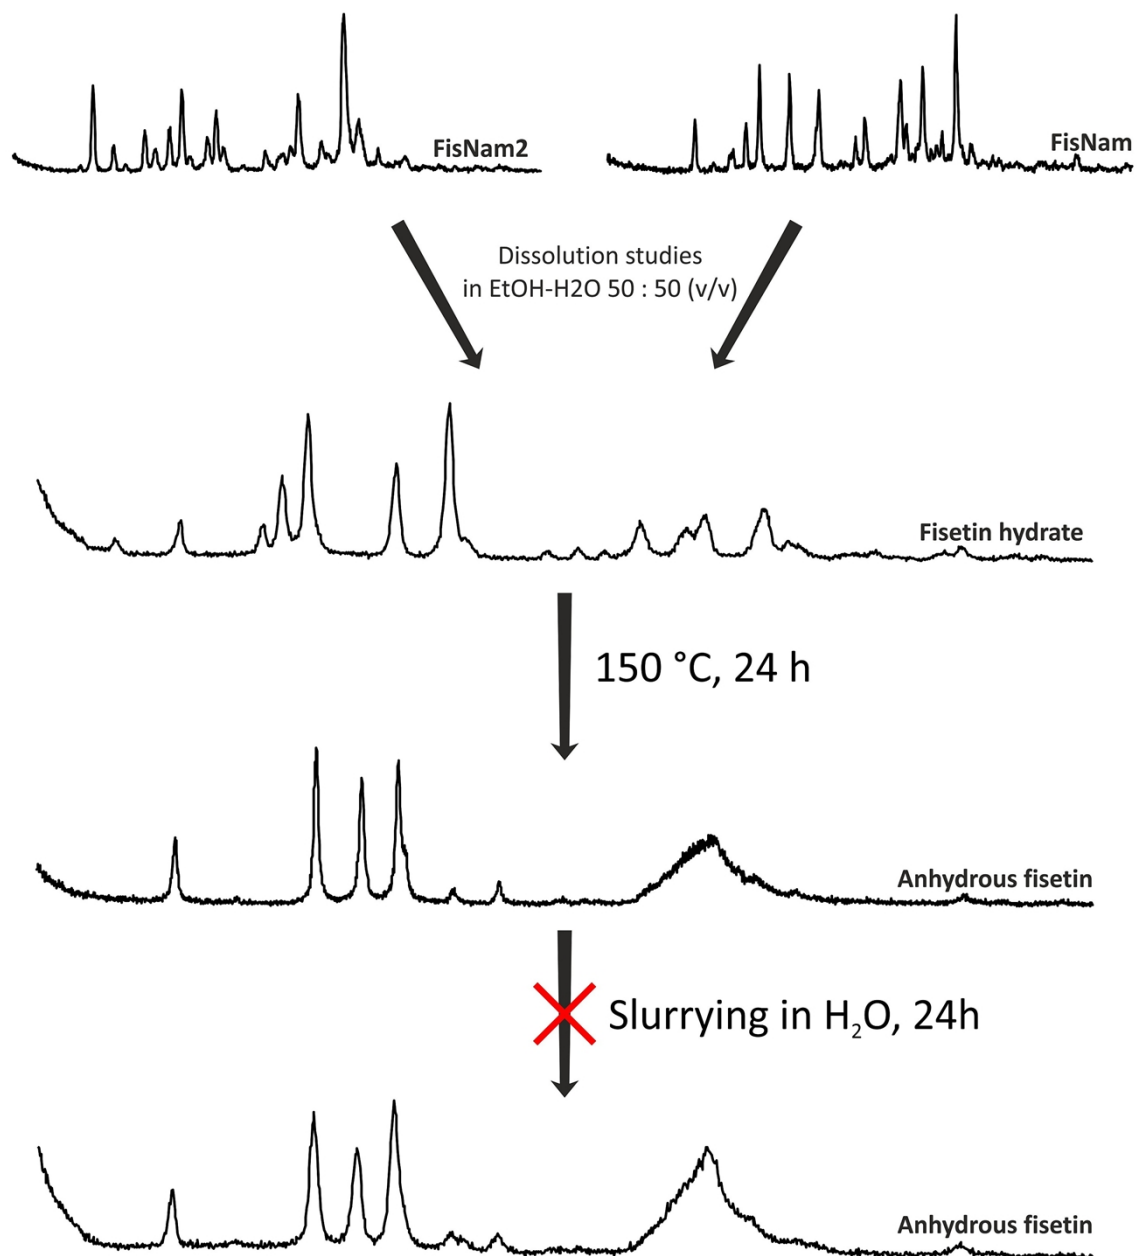 FisNam2
FisNam
Dissolution studies
in EtOH-H2O 50 : 50 (v/v)
Fisetin hydrate
150 °C, 24 h
Anhydrous fisetin
Slurrying in H₂O, 24h
Anhydrous fisetin